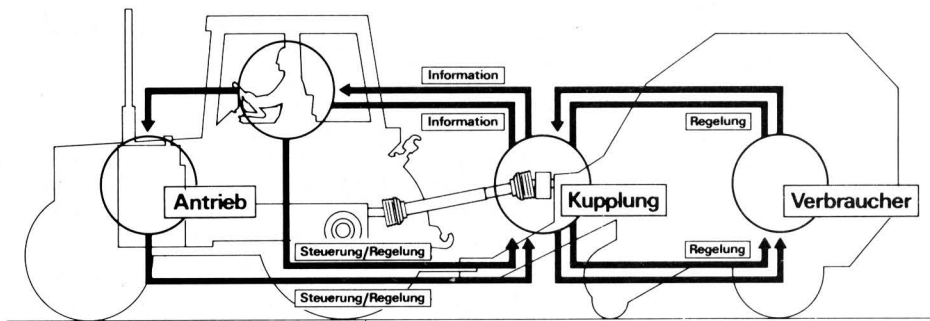 Information
Information
Regelung
Antrieb
Kupplung
Verbraucher
Steuerung/Regelung
Regelung
Steuerung/Regelung